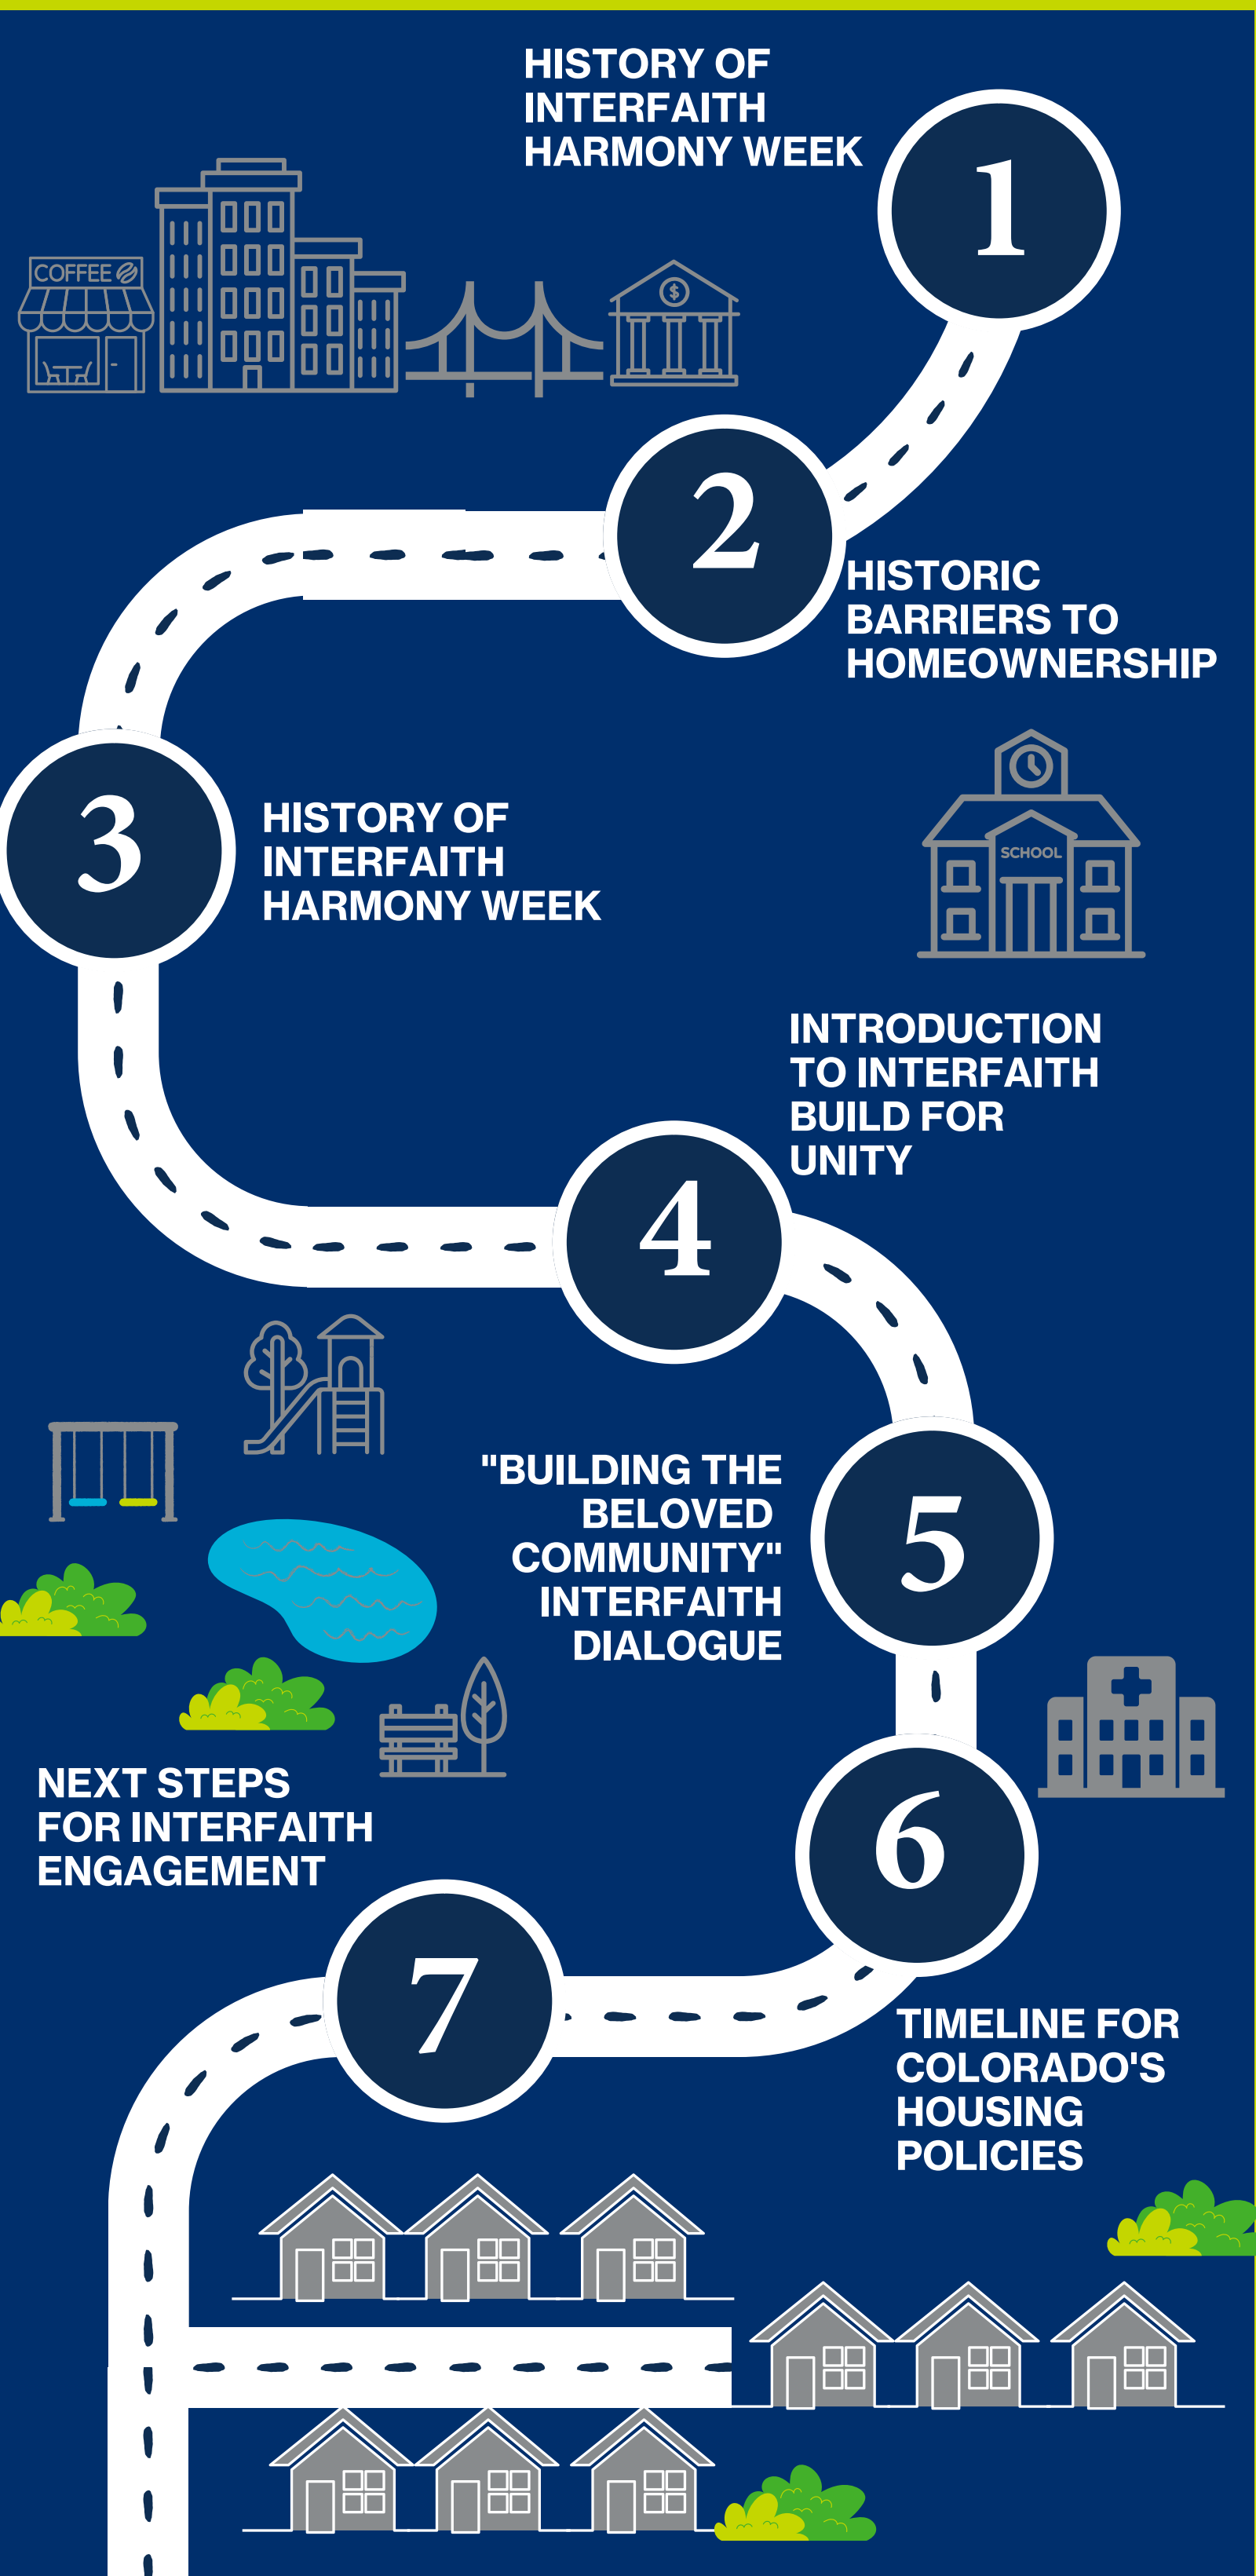 HISTORY OF
INTERFAITH
HARMONY WEEK
1
COFFEE
$
2
HISTORIC
BARRIERS TO
HOMEOWNERSHIP
3
HISTORY OF
INTERFAITH
HARMONY WEEK
SCHOOL
INTRODUCTION
TO INTERFAITH
BUILD FOR
UNITY
4
"BUILDING THE
BELOVED
COMMUNITY"
INTERFAITH
DIALOGUE
5
6
TIMELINE FOR
COLORADO'S
HOUSING
POLICIES
NEXT STEPS
FOR INTERFAITH
ENGAGEMENT
7